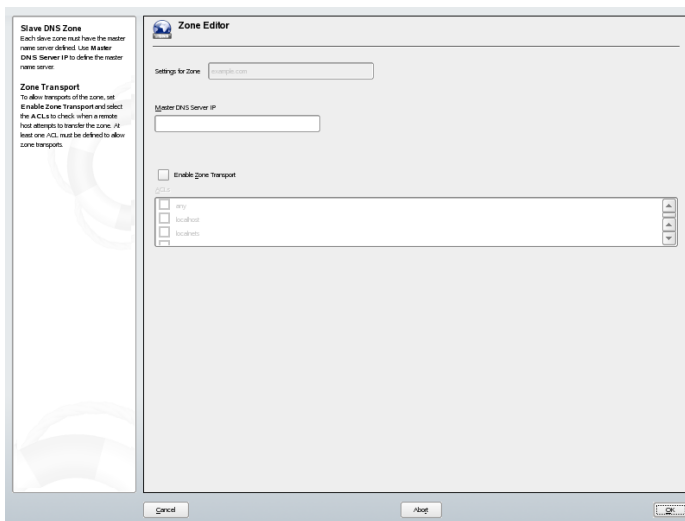 Slave DNS Zone
Each slave zone must have the master
name server defined. Use Master
DNS Server IP to define the master
name server.
Zone Transport
To allow transports of the zone, set
Enable Zone Transport and select
the ACLs to check when a remote
host attempts to transfer the zone. At
least one ACL must be defined to allow
zone transports.
Zone Editor
Settings for Zone
example.com
Master DNS Server IP
Enable Zone Transport
ACLs
any
localhost
localnets
Cancel
Abort
OK